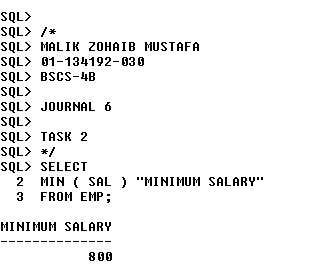 SQL>
SQL> /*
SQL> MALIK ZOHAIB MUSTAFA
SQL> 01-134192-030
SQL> BSCS-4B
SQL>
SQL> JOURNAL 6
SQL>
SQL> TASK 2
SQL> */
SQL> SELECT
  2  MIN ( SAL ) "MINIMUM SALARY"
  3  FROM EMP;
MINIMUM SALARY
--------------
           800